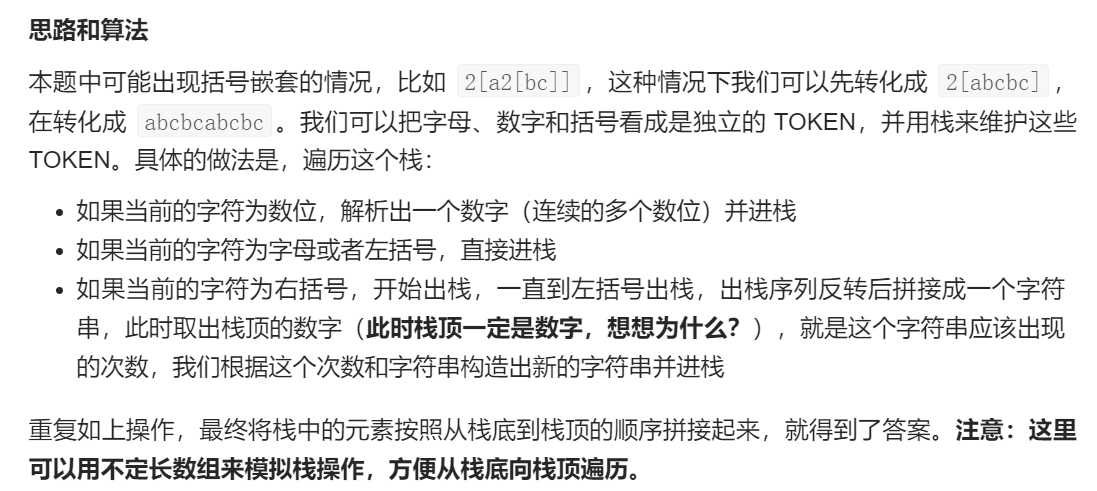 思路和算法
本题中可能出现括号嵌套的情况，比如 2[a2[bc]] ，这种情况下我们可以先转化成 2[abcbc] ，
在转化成 abcbcabcbc 。我们可以把字母、数字和括号看成是独立的 TOKEN，并用栈来维护这些
TOKEN。具体的做法是，遍历这个栈：
• 如果当前的字符为数位，解析出一个数字（连续的多个数位）并进栈
• 如果当前的字符为字母或者左括号，直接进栈
• 如果当前的字符为右括号，开始出栈，一直到左括号出栈，出栈序列反转后拼接成一个字符
串，此时取出栈顶的数字（此时栈顶一定是数字，想想为什么？），就是这个字符串应该出现
的次数，我们根据这个次数和字符串构造出新的字符串并进栈
重复如上操作，最终将栈中的元素按照从栈底到栈顶的顺序拼接起来，就得到了答案。注意：这里
可以用不定长数组来模拟栈操作，方便从栈底向栈顶遍历。